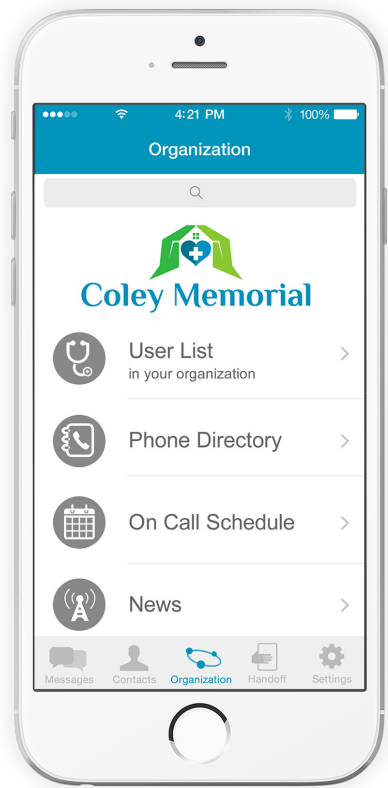 4:21 PM
100%
Organization
Coley Memorial
User List
in your organization
Phone Directory
On Call Schedule
News
Messages Contacts Organization Handoff Settings